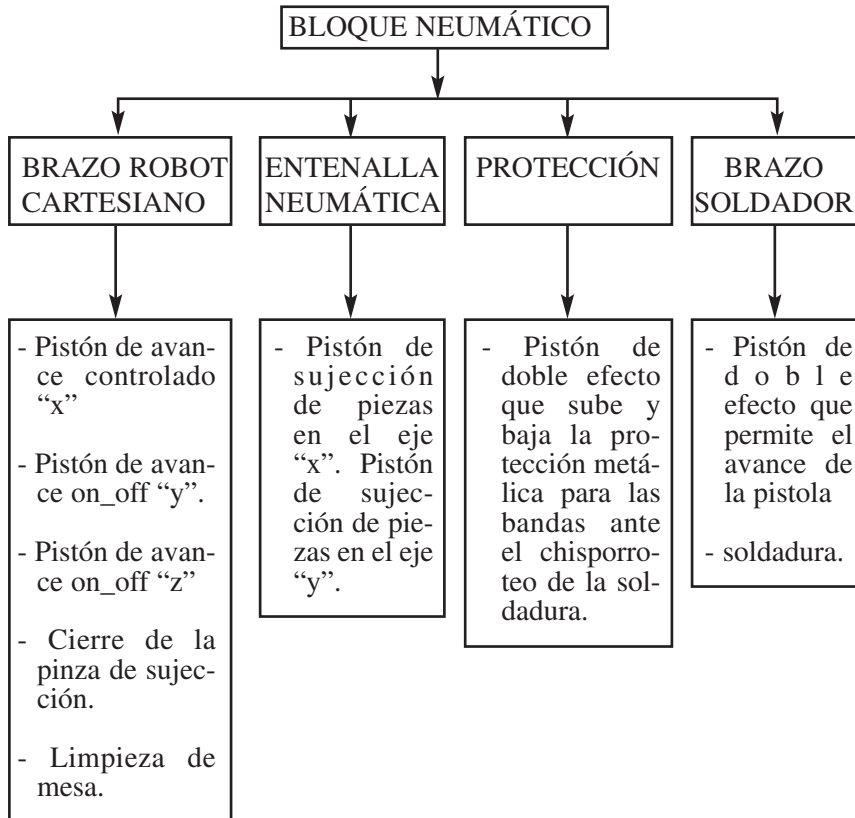 BLOQUE NEUMÁTICO
BRAZO ROBOT
CARTESIANO
ENTENALLA
NEUMÁTICA
PROTECCIÓN
BRAZO
SOLDADOR
- Pistón de avan-
ce controlado
“x”
- Pistón de avan-
ce on_off “y”.
- Pistón de avan-
ce on_off “z”
- Cierre de la
pinza de sujec-
ción.
- Limpieza de
mesa.
- Pistón de
sujección
de piezas
en el eje
“x”. Pistón
de sujec-
ción de pie-
zas en el eje
“y”.
- Pistón de
doble efecto
que sube y
baja la pro-
tección metá-
lica para las
bandas ante
el chisporro-
teo de la sol-
dadura.
- Pistón de
doble
efecto que
permite el
avance de
la pistola
- soldadura.